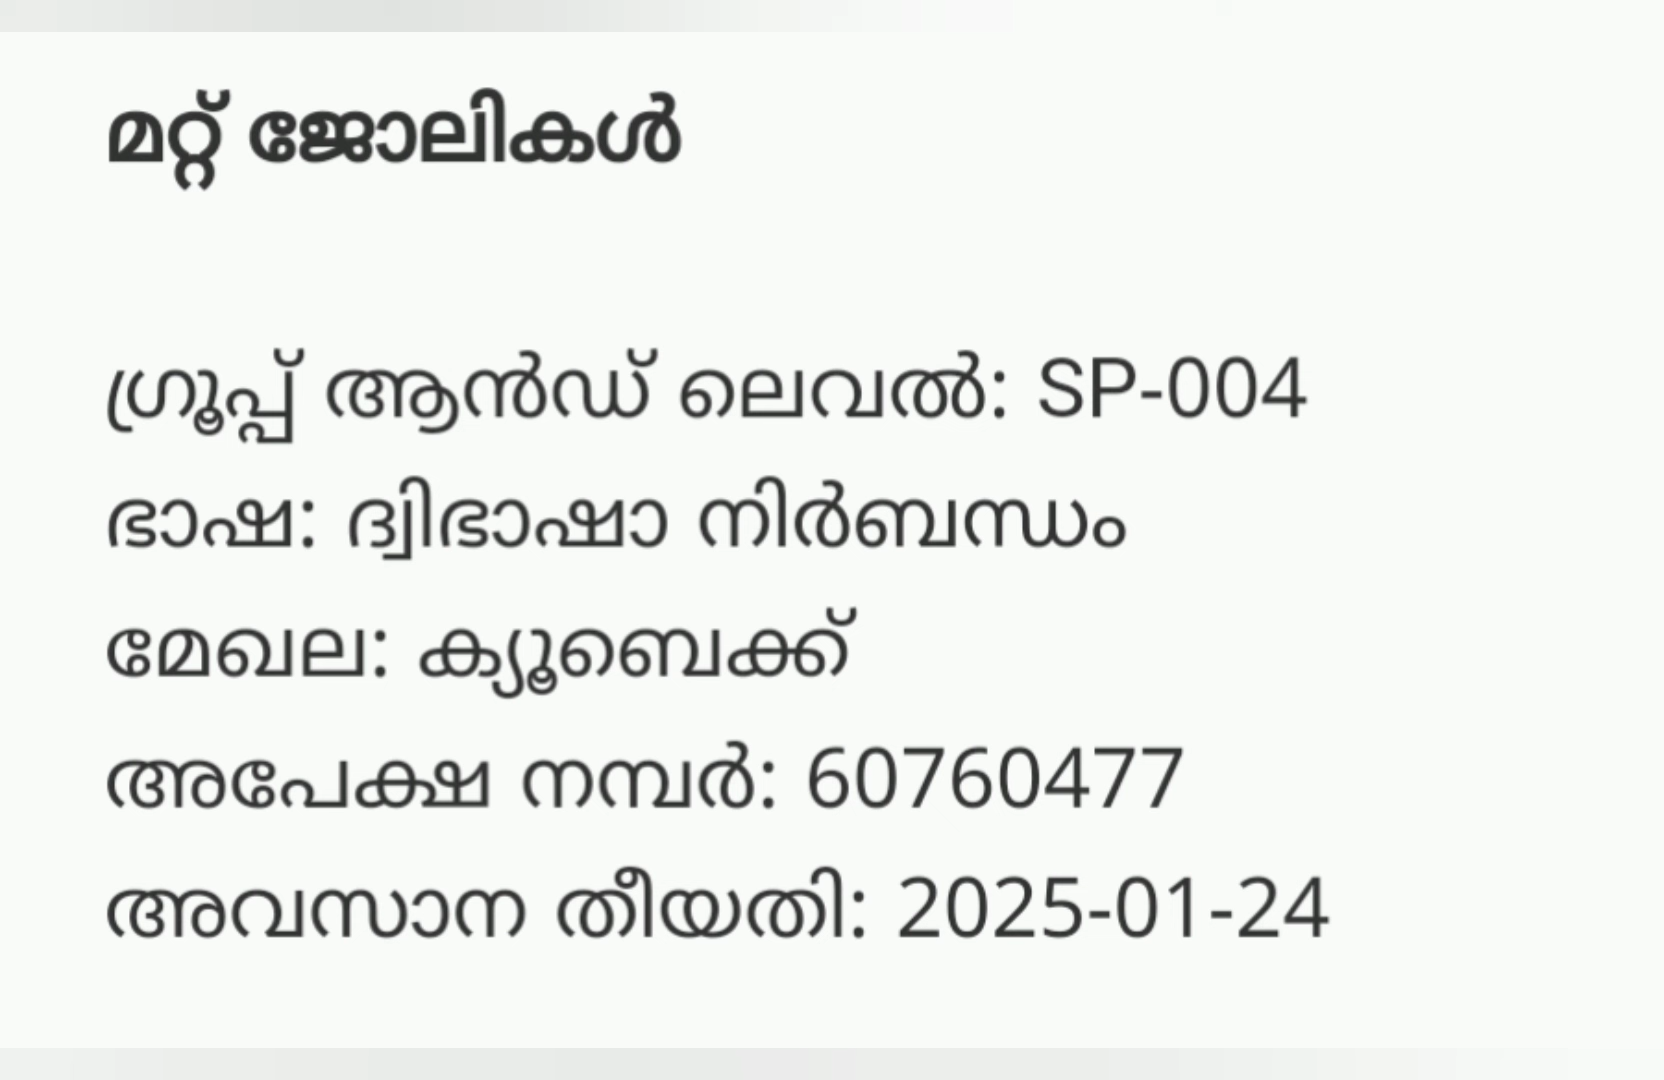 മറ്റ് ജോലികൾ
ഗ്രൂപ്പ് ആൻഡ് ലെവൽ: SP-004
ഭാഷ: ദ്വിഭാഷാ നിർബന്ധം
മേഖല: ക്യൂബെക്ക്
അപേക്ഷ നമ്പർ: 60760477
അവസാന തീയതി: 2025-01-24